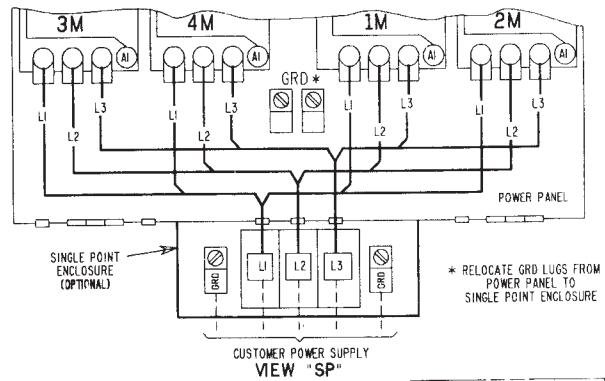 3M 4M 1M 2M
A1 A1 A1 A1
GRD *
L1 L2 L3 L1 L2 L3 L1 L2 L3 L1 L2 L3
POWER PANEL
SINGLE POINT
ENCLOSURE
(OPTIONAL)
GRD L1 L2 L3 GRD
* RELOCATE GRD LUGS FROM
POWER PANEL TO
SINGLE POINT ENCLOSURE
CUSTOMER POWER SUPPLY
VIEW "SP"